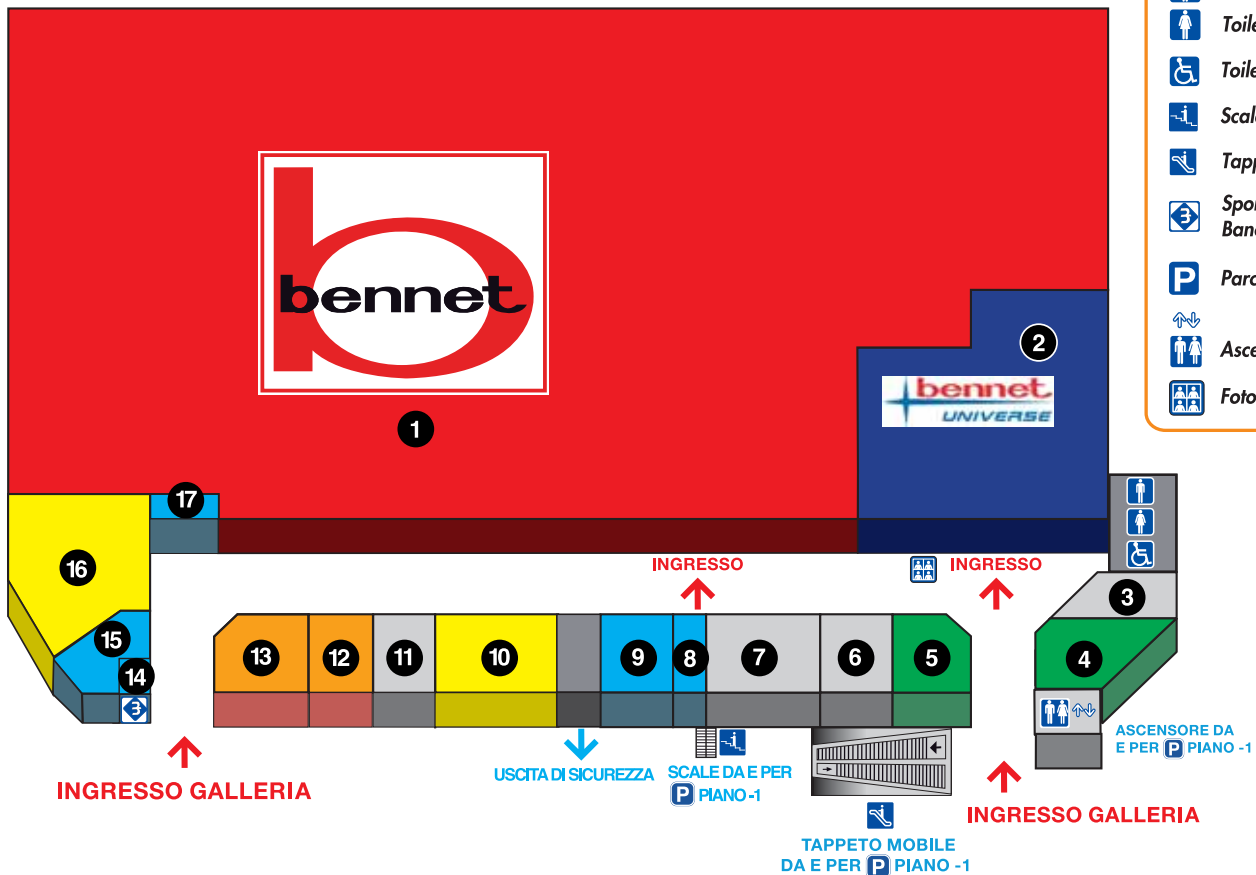 bennet
1
2
bennet
UNIVERSE
17
16
15
14
13
12
11
10
9
8
7
6
5
3
4
INGRESSO
INGRESSO
INGRESSO GALLERIA
USCITA DI SICUREZZA
SCALE DA E PER
P PIANO -1
TAPPETO MOBILE
DA E PER P PIANO -1
INGRESSO GALLERIA
ASCENSORE DA
E PER P PIANO -1
P